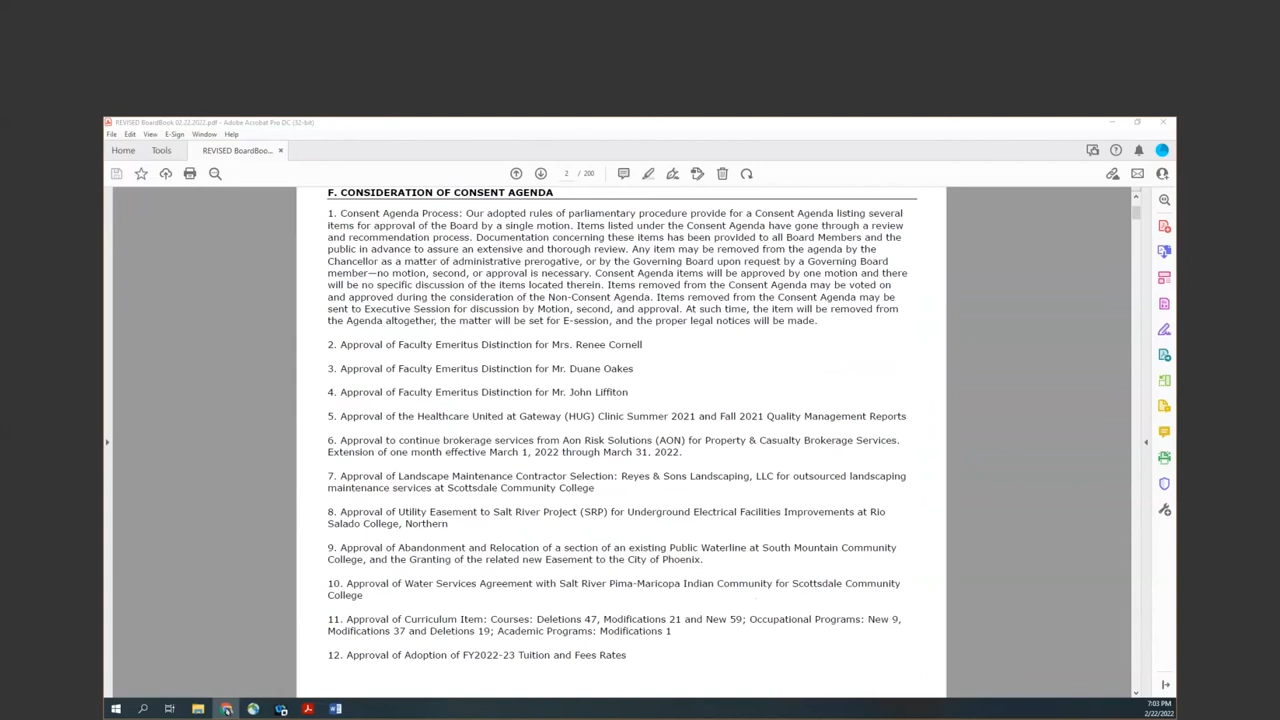 REVISED BoardBook 02.22.2022.pdf - Adobe Acrobat Pro DC (32-bit)
File Edit View E-Sign Window Help
Home Tools REVISED BoardBoo... ×
2 / 200
F. CONSIDERATION OF CONSENT AGENDA
1. Consent Agenda Process: Our adopted rules of parliamentary procedure provide for a Consent Agenda listing several
items for approval of the Board by a single motion. Items listed under the Consent Agenda have gone through a review
and recommendation process. Documentation concerning these items has been provided to all Board Members and the
public in advance to assure an extensive and thorough review. Any item may be removed from the agenda by the
Chancellor as a matter of administrative prerogative, or by the Governing Board upon request by a Governing Board
member—no motion, second, or approval is necessary. Consent Agenda items will be approved by one motion and there
will be no specific discussion of the items located therein. Items removed from the Consent Agenda may be voted on
and approved during the consideration of the Non-Consent Agenda. Items removed from the Consent Agenda may be
sent to Executive Session for discussion by Motion, second, and approval. At such time, the item will be removed from
the Agenda altogether, the matter will be set for E-session, and the proper legal notices will be made.
2. Approval of Faculty Emeritus Distinction for Mrs. Renee Cornell
3. Approval of Faculty Emeritus Distinction for Mr. Duane Oakes
4. Approval of Faculty Emeritus Distinction for Mr. John Liffiton
5. Approval of the Healthcare United at Gateway (HUG) Clinic Summer 2021 and Fall 2021 Quality Management Reports
6. Approval to continue brokerage services from Aon Risk Solutions (AON) for Property & Casualty Brokerage Services.
Extension of one month effective March 1, 2022 through March 31. 2022.
7. Approval of Landscape Maintenance Contractor Selection: Reyes & Sons Landscaping, LLC for outsourced landscaping
maintenance services at Scottsdale Community College
8. Approval of Utility Easement to Salt River Project (SRP) for Underground Electrical Facilities Improvements at Rio
Salado College, Northern
9. Approval of Abandonment and Relocation of a section of an existing Public Waterline at South Mountain Community
College, and the Granting of the related new Easement to the City of Phoenix.
10. Approval of Water Services Agreement with Salt River Pima-Maricopa Indian Community for Scottsdale Community
College
11. Approval of Curriculum Item: Courses: Deletions 47, Modifications 21 and New 59; Occupational Programs: New 9,
Modifications 37 and Deletions 19; Academic Programs: Modifications 1
12. Approval of Adoption of FY2022-23 Tuition and Fees Rates
7:03 PM
2/22/2022